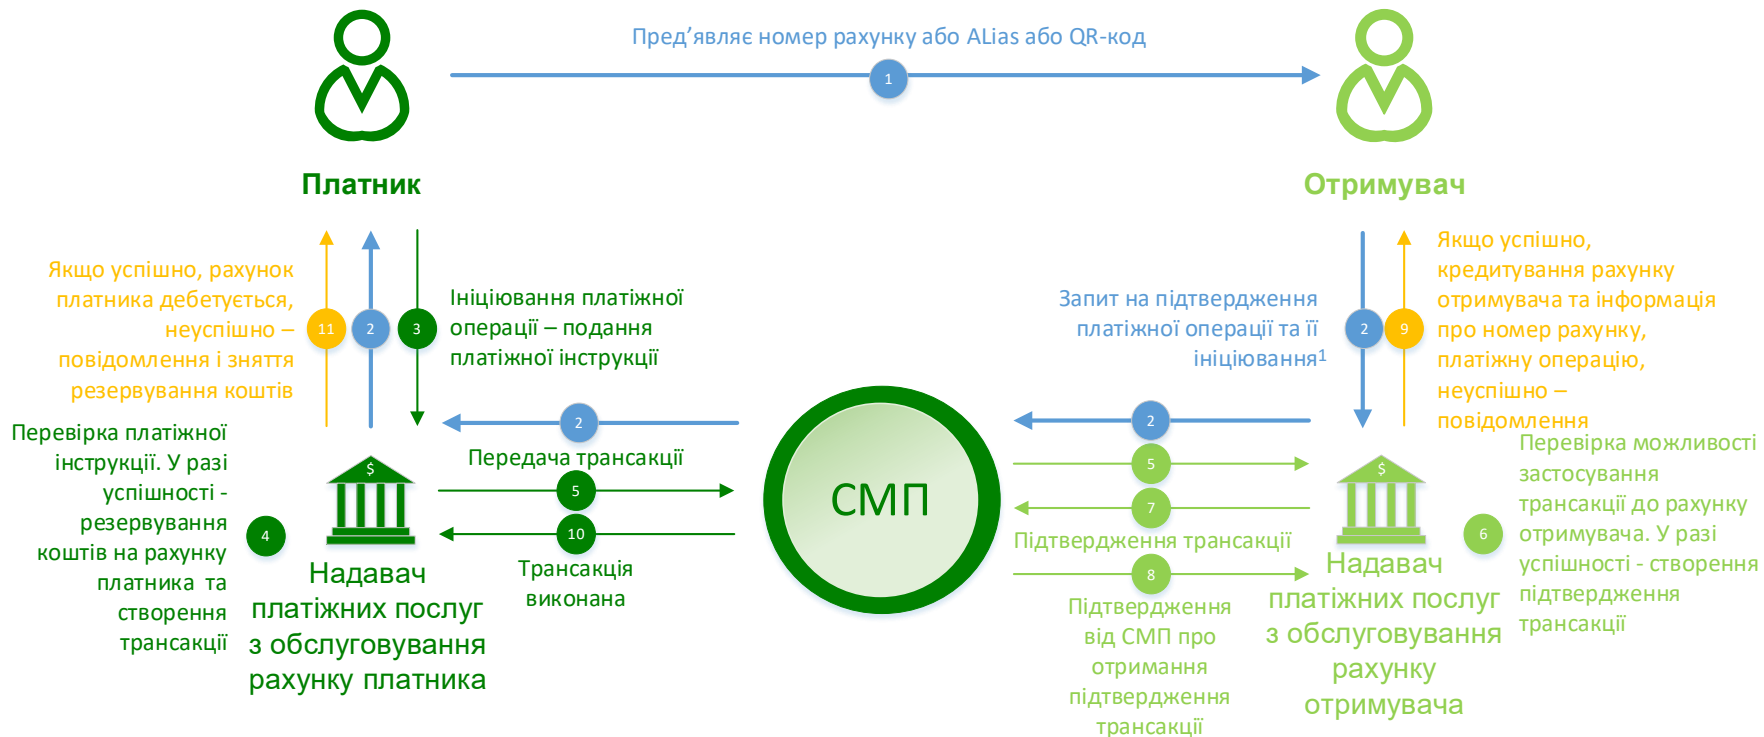 Пред’являє номер рахунку або ALias або QR-код
1
Платник
Отримувач
Якщо успішно, рахунок
платника дебетується,
неуспішно –
повідомлення і зняття
резервування коштів
11
2
3
Ініціювання платіжної
операції – подання
платіжної інструкції
Запит на підтвердження
платіжної операції та її
ініціювання1
2
9
Якщо успішно,
кредитування рахунку
отримувача та інформація
про номер рахунку,
платіжну операцію,
неуспішно –
повідомлення
Перевірка платіжної
інструкції. У разі
успішності -
резервування
коштів на рахунку
платника та
створення
трансакції
4
$
Надавач
платіжних послуг
з обслуговування
рахунку платника
2
Передача трансакції
5
10
Трансакція
виконана
СМП
2
5
7
Підтвердження трансакції
8
Підтвердження
від СМП про
отримання
підтвердження
трансакції
$
Надавач
платіжних послуг
з обслуговування
рахунку
отримувача
6
Перевірка можливості
застосування
трансакції до рахунку
отримувача. У разі
успішності - створення
підтвердження
трансакції